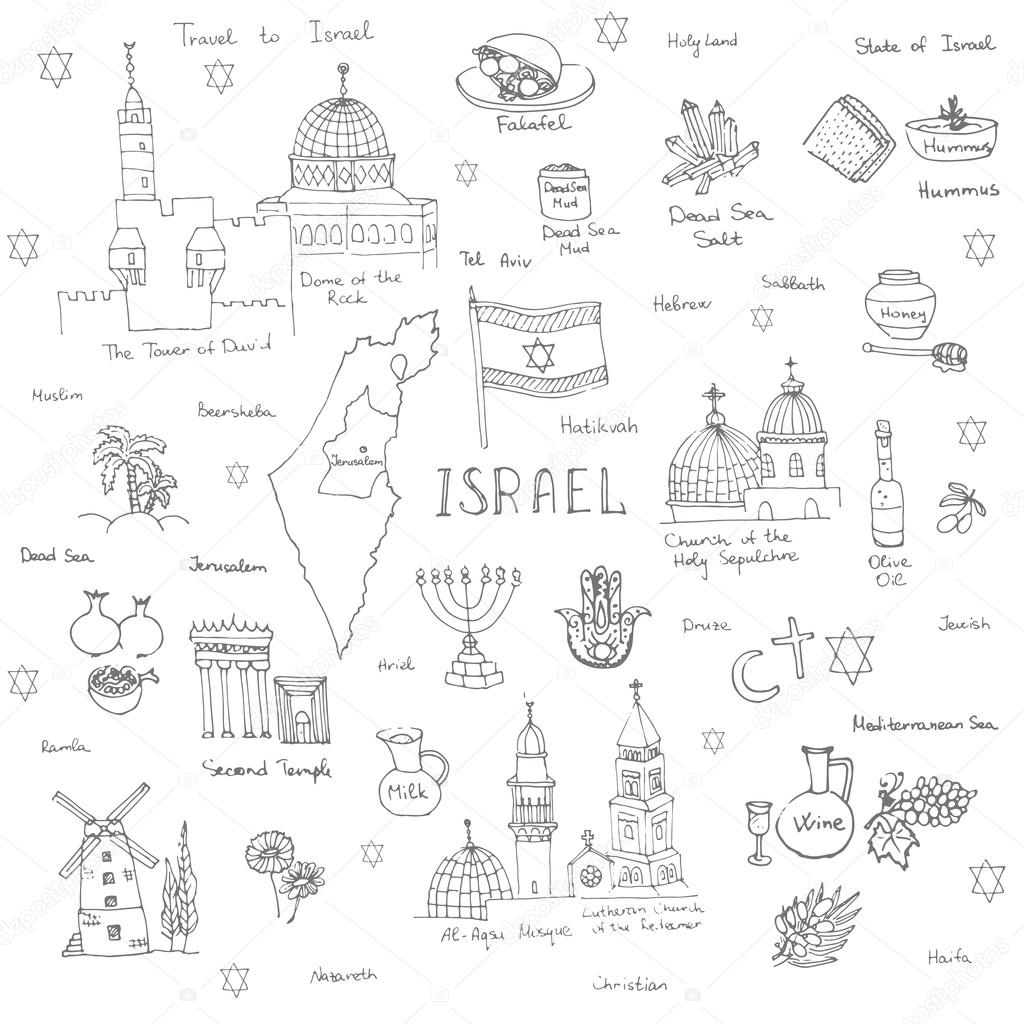 Travel to Israel
Holy Land
State of Israel
Falafel
Hummus
Hummus
Dead Sea
Mud
Dead Sea
Mud
Dead Sea
Salt
Tel Aviv
Dome of the
Rock
Sabbath
Hebrew
Honey
The Tower of David
Muslim
Beersheba
Hatikvah
Jerusalem
ISRAEL
Church of the
Holy Sepulchre
Olive
Oil
Dead Sea
Jerusalem
Druze
Jewish
Ariel
Mediterranean Sea
Ramla
Second Temple
Milk
Wine
Al-Aqsa Mosque
Lutheran Church
of the Redeemer
Haifa
Nazareth
Christian
depositphotos